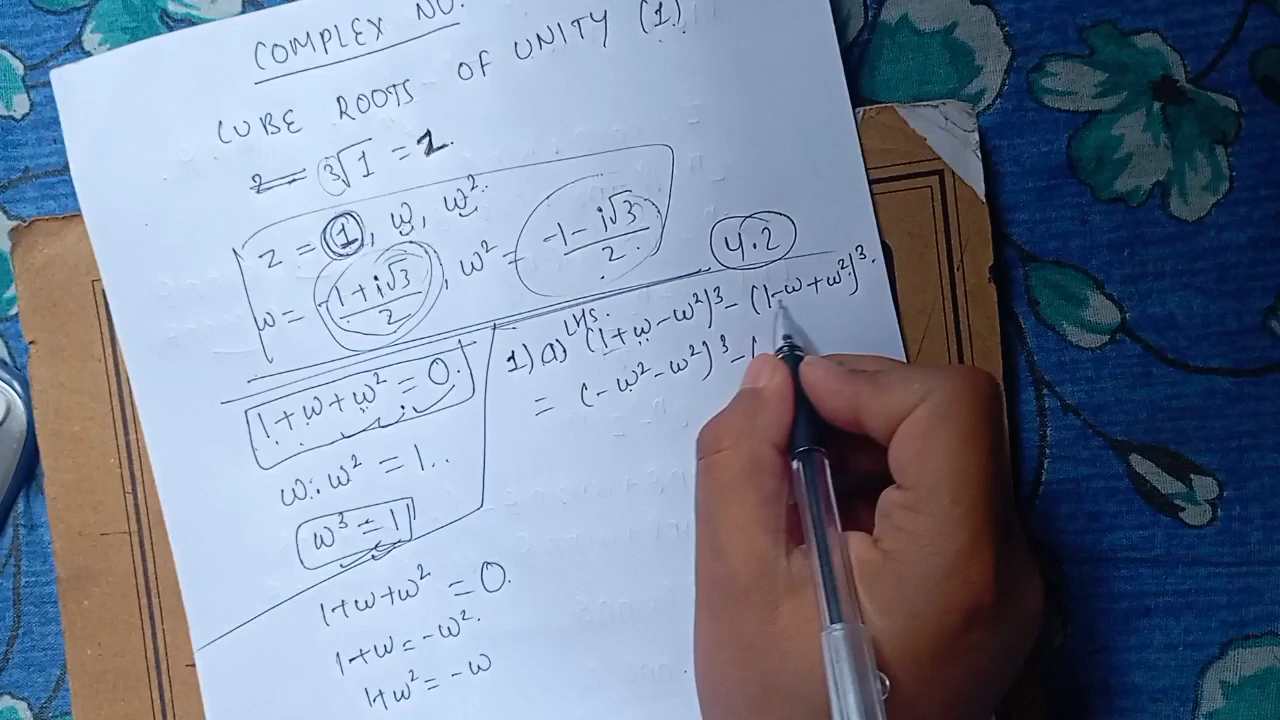 COMPLEX NO.
CUBE ROOTS OF UNITY (1)
∛1 = z.
z = 1, ω, ω².
ω = -1+i√3/2, ω² = -1-i√3/2.
4.2
1+ω+ω² = 0.
ω.ω² = 1..
ω³ = 1
1+ω+ω² = 0.
1+ω = -ω².
1+ω² = -ω
LHS.
1) a) (1+ω-ω²)³ - (1-ω+ω²)³.
= (-ω²-ω²)³ - (